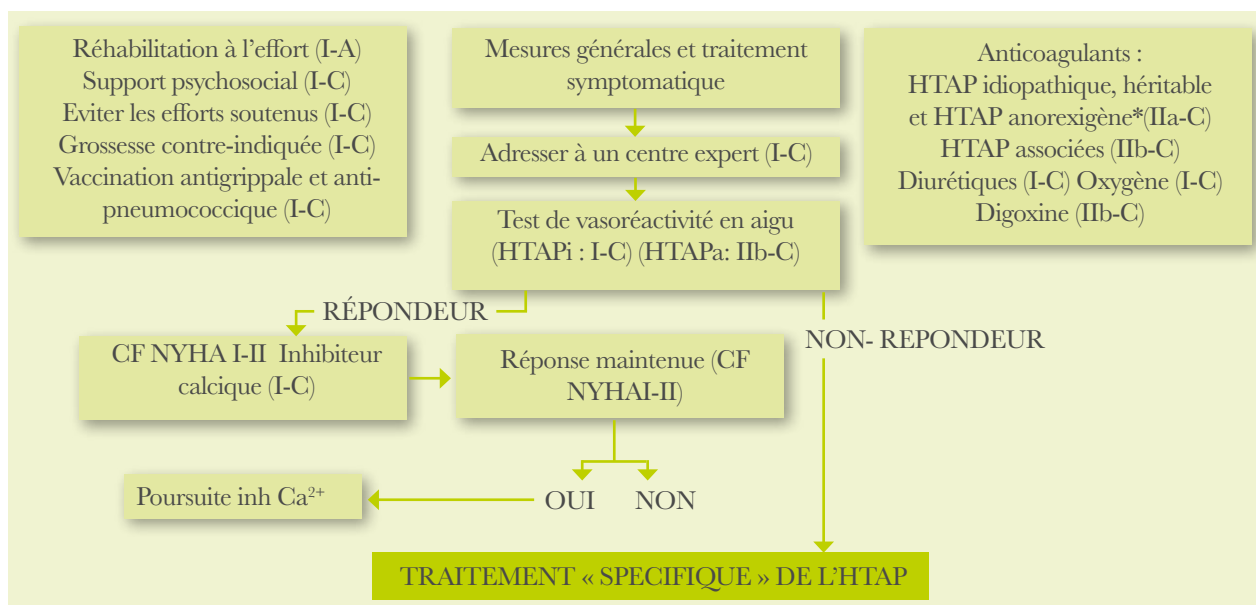 Réhabilitation à l'effort (I-A)
Support psychosocial (I-C)
Eviter les efforts soutenus (I-C)
Grossesse contre-indiquée (I-C)
Vaccination antigrippale et anti-
pneumococcique (I-C)
Mesures générales et traitement
symptomatique
Anticoagulants :
HTAP idiopathique, héritable
et HTAP anorexigène*(IIa-C)
HTAP associées (IIb-C)
Diurétiques (I-C) Oxygène (I-C)
Digoxine (IIb-C)
Adresser à un centre expert (I-C)
Test de vasoréactivité en aigu
(HTAPi : I-C) (HTAPa: IIb-C)
RÉPONDEUR
NON- REPONDEUR
CF NYHA I-II Inhibiteur
calcique (I-C)
Réponse maintenue (CF
NYHAI-II)
Poursuite inh Ca²⁺
OUI NON
TRAITEMENT « SPECIFIQUE » DE L'HTAP